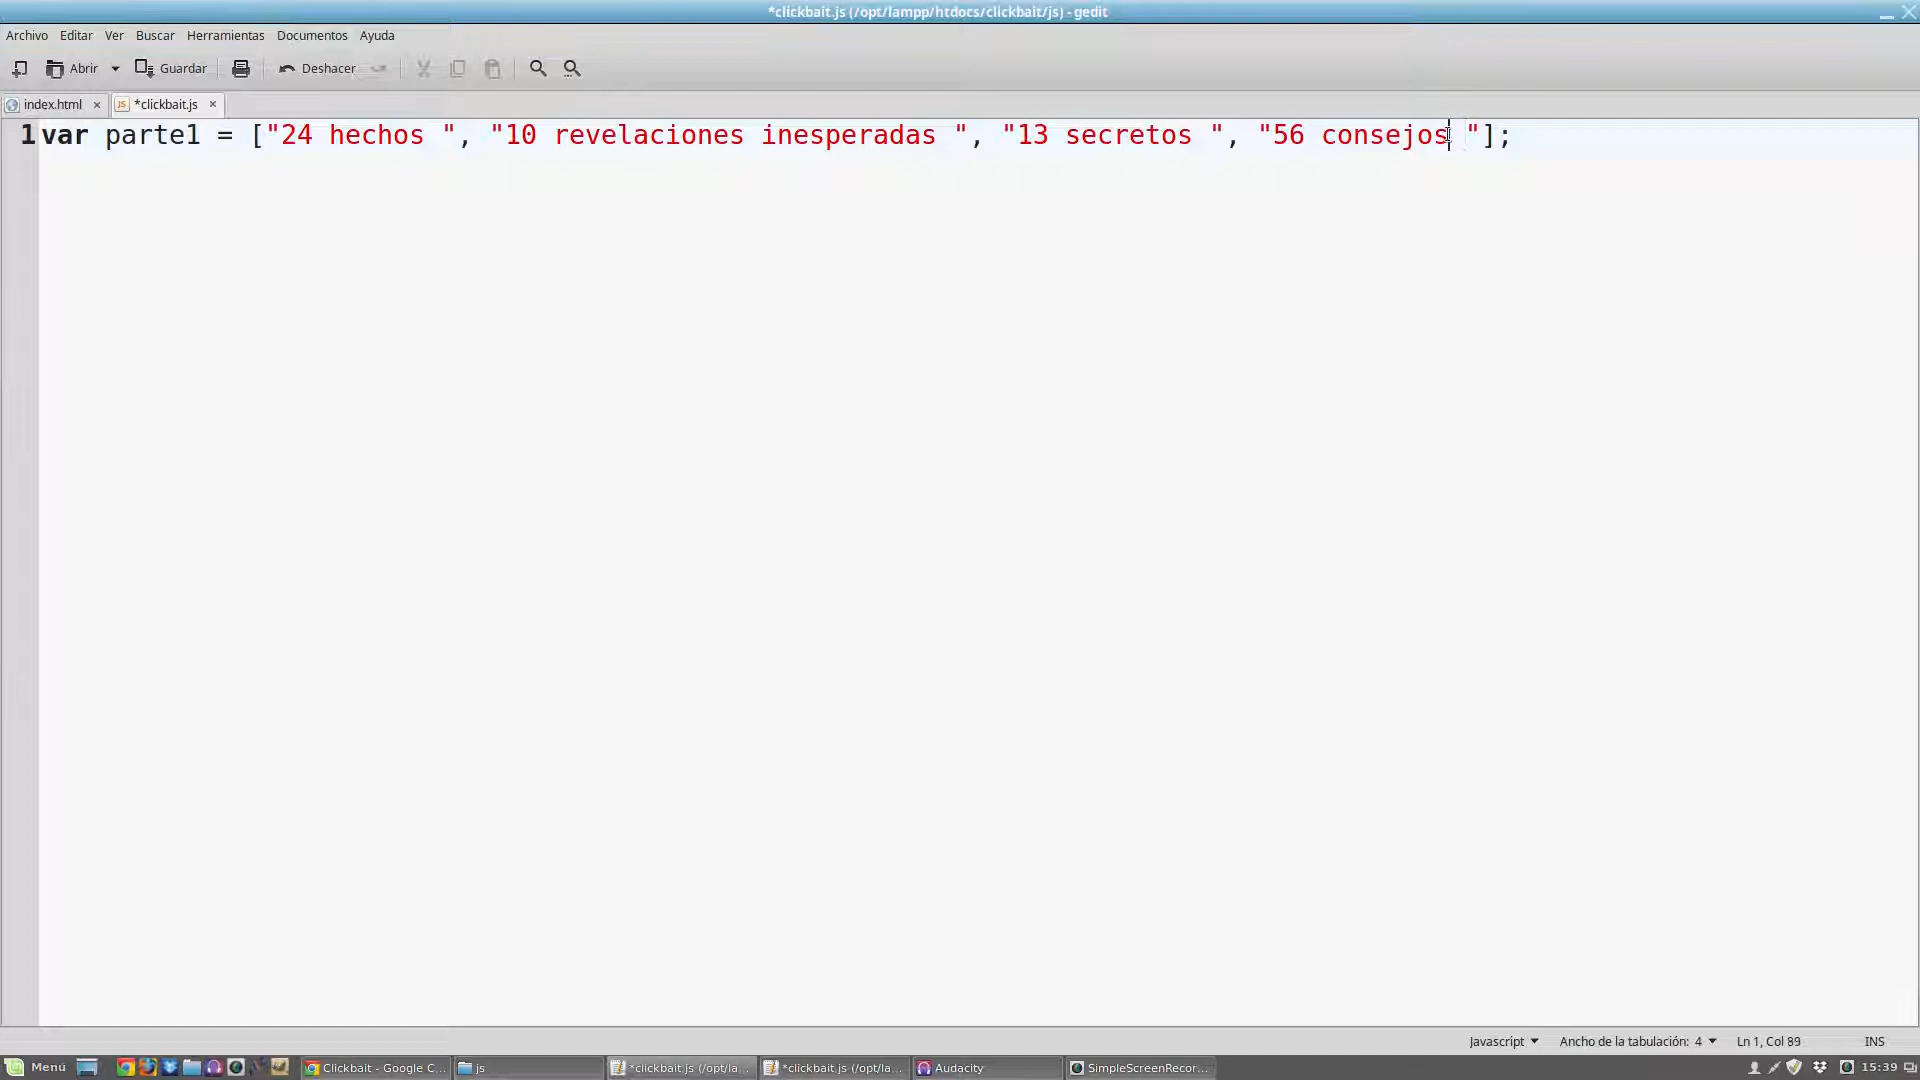 *clickbait.js (/opt/lampp/htdocs/clickbait/js) - gedit
Archivo Editar Ver Buscar Herramientas Documentos Ayuda
Abrir Guardar Deshacer
index.html × JS *clickbait.js ×
1 var parte1 = ["24 hechos ", "10 revelaciones inesperadas ", "13 secretos ", "56 consejos "];
Javascript Ancho de la tabulación: 4 Ln 1, Col 89 INS
Menú Clickbait - Google C... js *clickbait.js (/opt/la... *clickbait.js (/opt/la... Audacity SimpleScreenRecor... 15:39